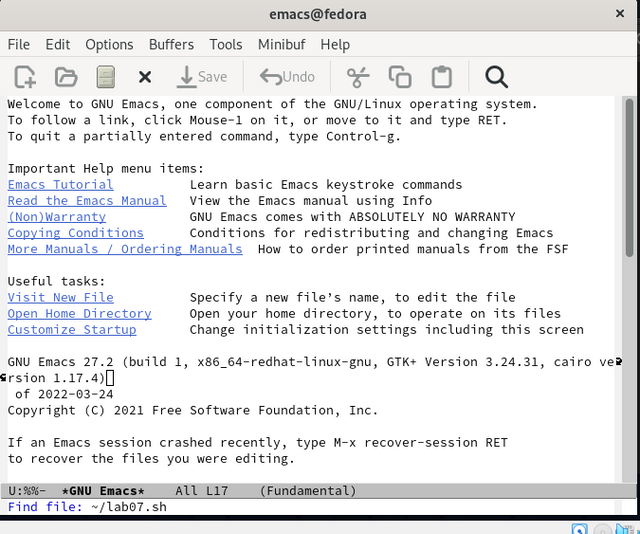 emacs@fedora
File Edit Options Buffers Tools Minibuf Help
Save Undo
Welcome to GNU Emacs, one component of the GNU/Linux operating system.
To follow a link, click Mouse-1 on it, or move to it and type RET.
To quit a partially entered command, type Control-g.
Important Help menu items:
Emacs Tutorial Learn basic Emacs keystroke commands
Read the Emacs Manual View the Emacs manual using Info
(Non)Warranty GNU Emacs comes with ABSOLUTELY NO WARRANTY
Copying Conditions Conditions for redistributing and changing Emacs
More Manuals / Ordering Manuals How to order printed manuals from the FSF
Useful tasks:
Visit New File Specify a new file’s name, to edit the file
Open Home Directory Open your home directory, to operate on its files
Customize Startup Change initialization settings including this screen
GNU Emacs 27.2 (build 1, x86_64-redhat-linux-gnu, GTK+ Version 3.24.31, cairo ve
rsion 1.17.4)
of 2022-03-24
Copyright (C) 2021 Free Software Foundation, Inc.
If an Emacs session crashed recently, type M-x recover-session RET
to recover the files you were editing.
U:%%- *GNU Emacs* All L17 (Fundamental)
Find file: ~/lab07.sh